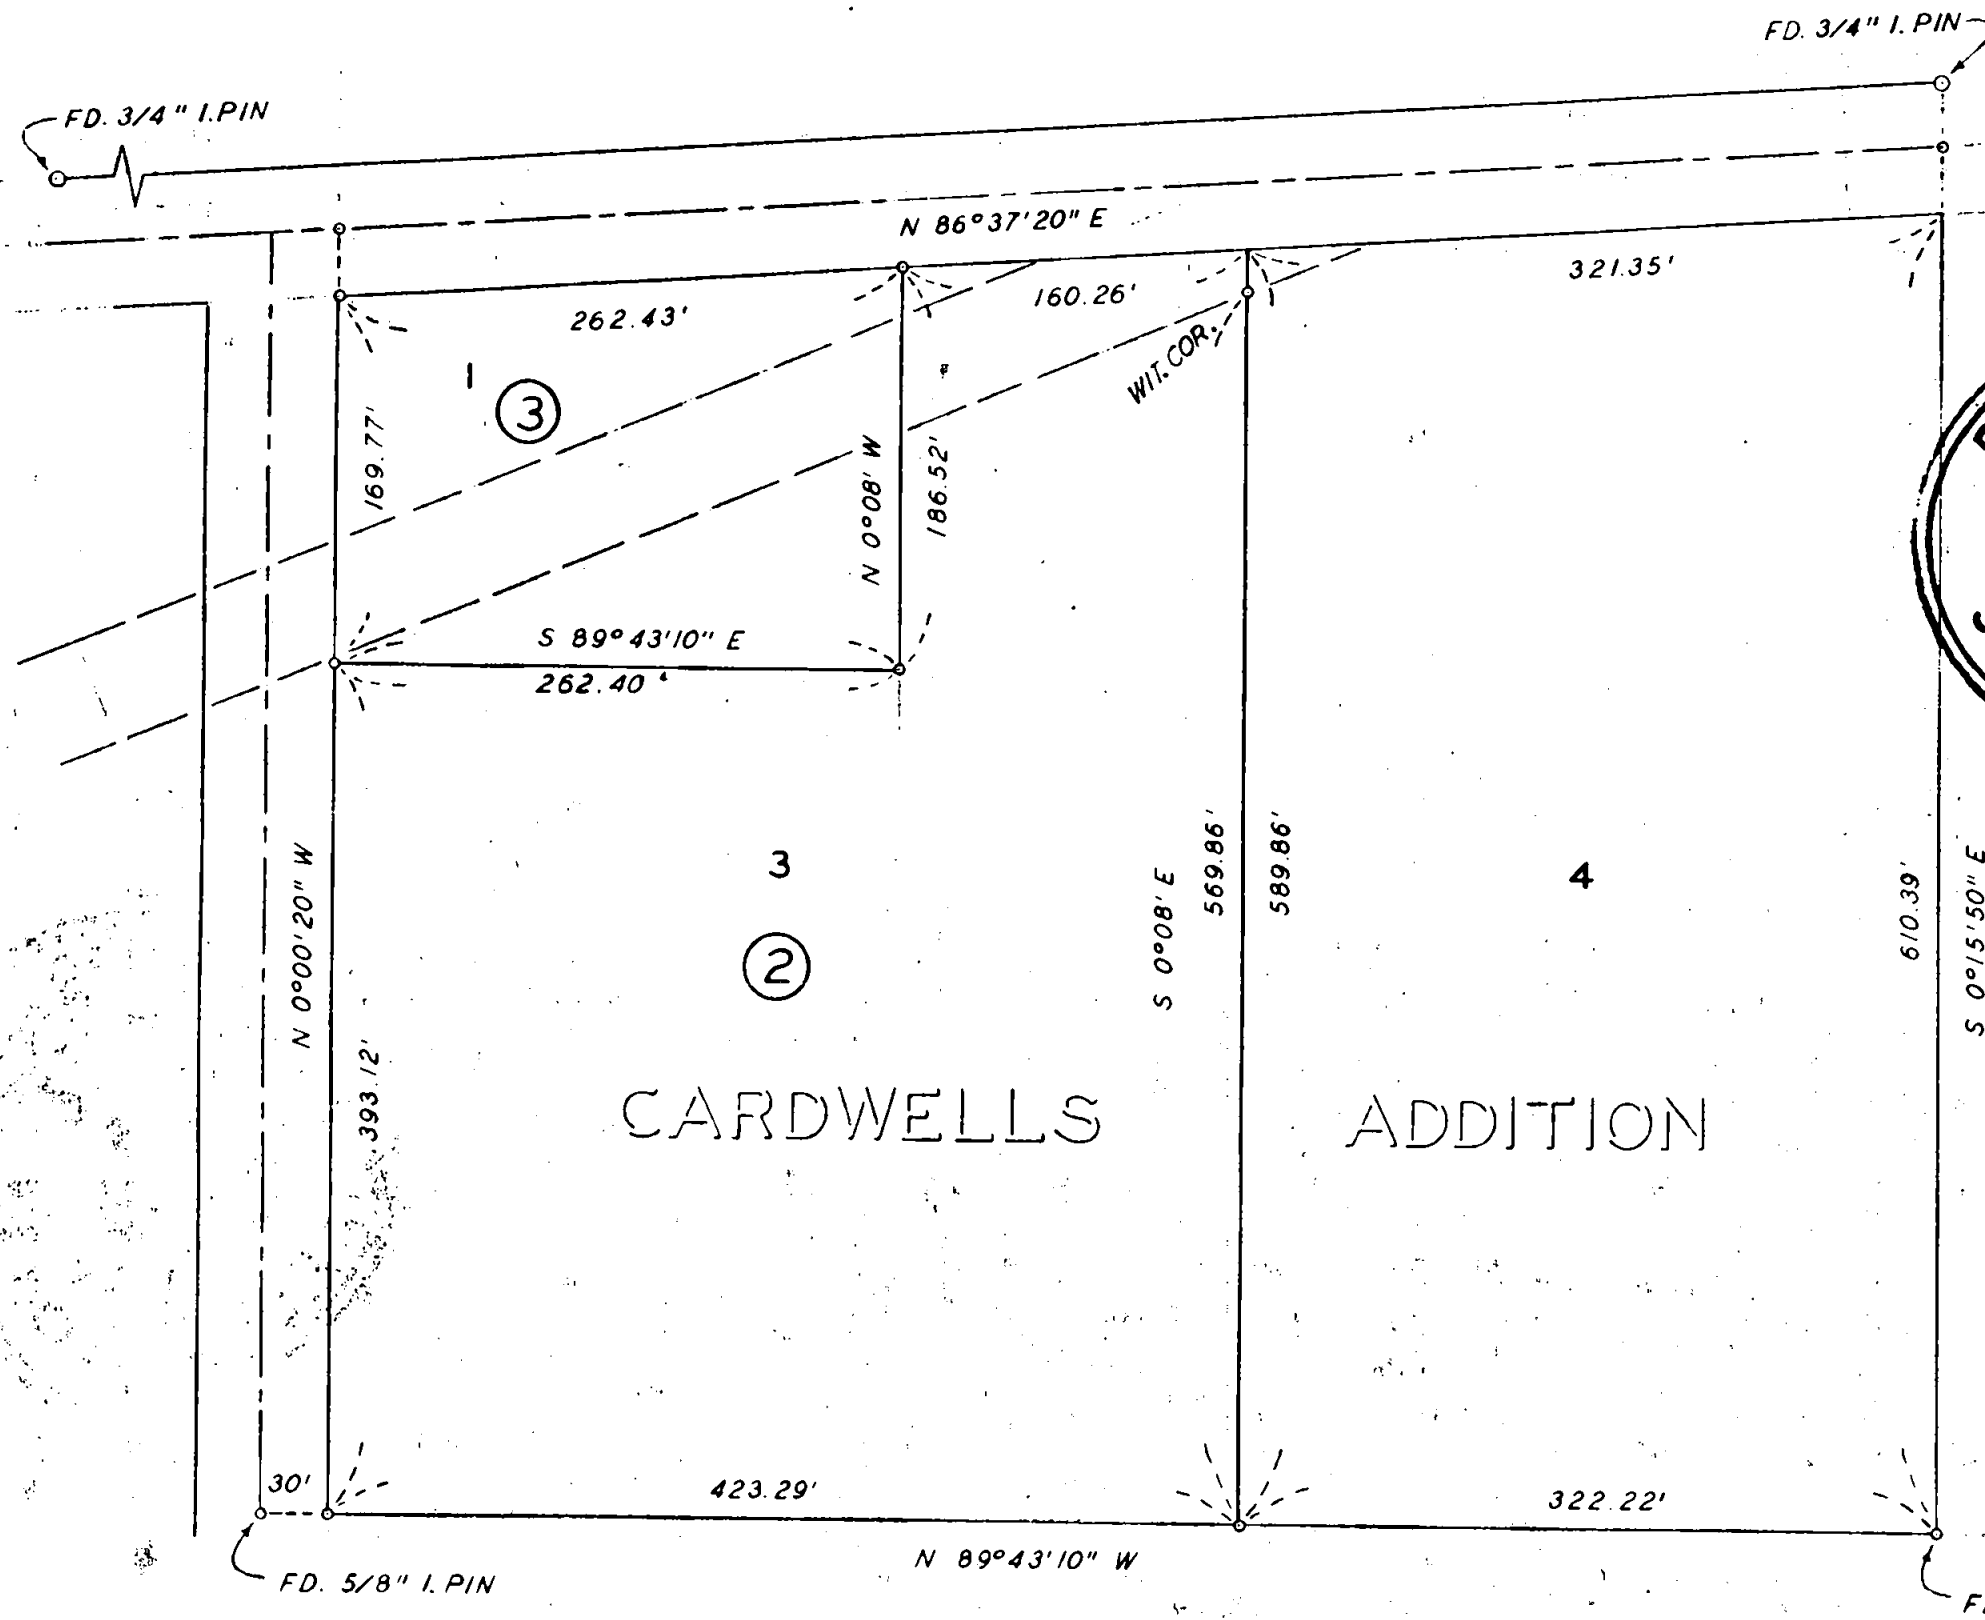 FD. 3/4" I. PIN
FD. 3/4" I.PIN
N 86°37'20" E
262.43'
160.26'
321.35'
WIT. COR.
1
3
169.77'
N 0°08' W
186.52'
S 89°43'10" E
262.40'
N 0°00'20" W
393.12'
3
2
S 0°08' E
569.86'
589.86'
4
610.39'
S 0°15'50" E
CARDWELLS ADDITION
30'
423.29'
322.22'
N 89°43'10" W
FD. 5/8" I. PIN